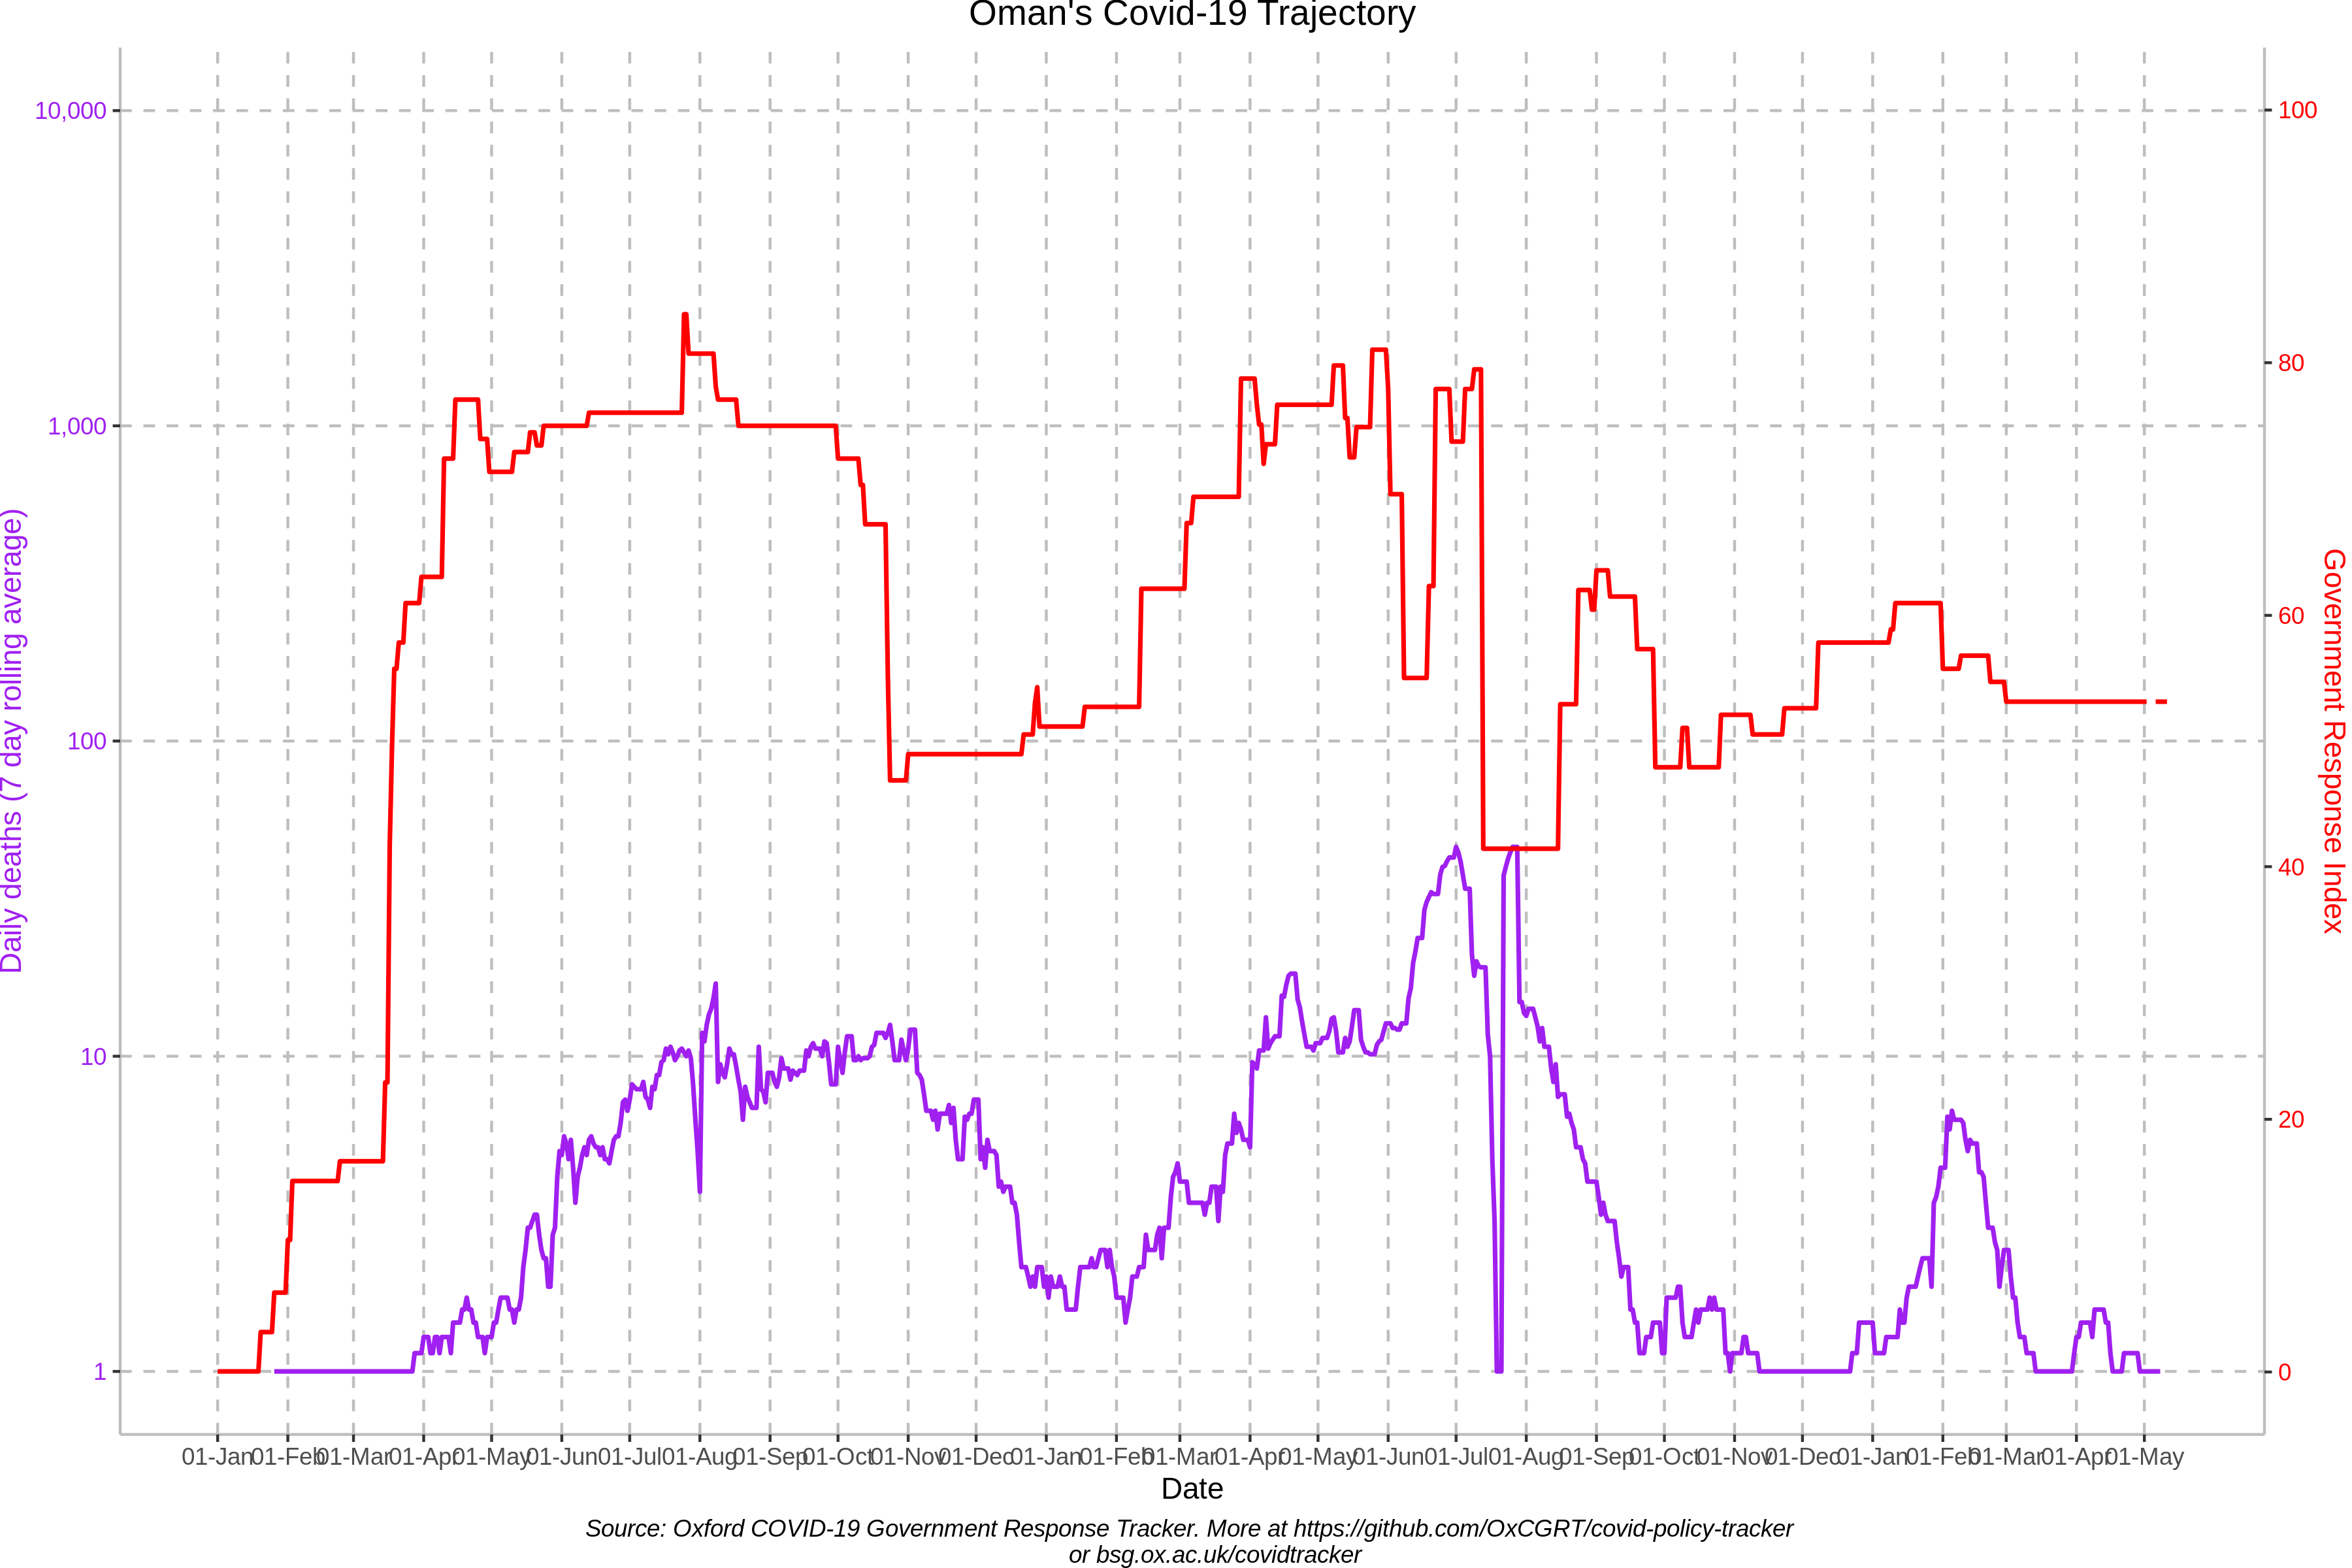 Oman's Covid-19 Trajectory
Daily deaths (7 day rolling average)
10,000
1,000
100
10
1
100
80
60
40
20
0
Government Response Index
01-Jan 01-Feb 01-Mar 01-Apr 01-May 01-Jun 01-Jul 01-Aug 01-Sep 01-Oct 01-Nov 01-Dec 01-Jan 01-Feb 01-Mar 01-Apr 01-May 01-Jun 01-Jul 01-Aug 01-Sep 01-Oct 01-Nov 01-Dec 01-Jan 01-Feb 01-Mar 01-Apr 01-May
Date
Source: Oxford COVID-19 Government Response Tracker. More at https://github.com/OxCGRT/covid-policy-tracker
or bsg.ox.ac.uk/covidtracker